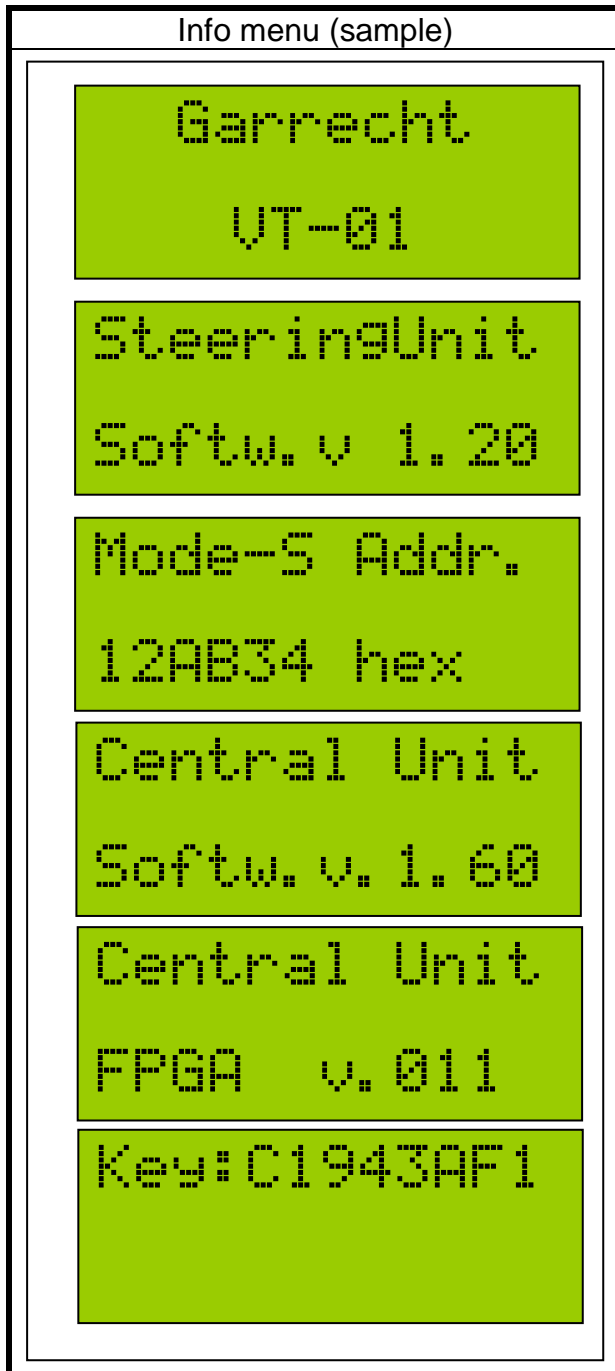 Info menu (sample)
Garrecht
VT-01
SteeringUnit
Softw.v 1.20
Mode-S Addr.
12AB34 hex
Central Unit
Softw.v.1.60
Central Unit
FPGA v.011
Key:C1943AF1